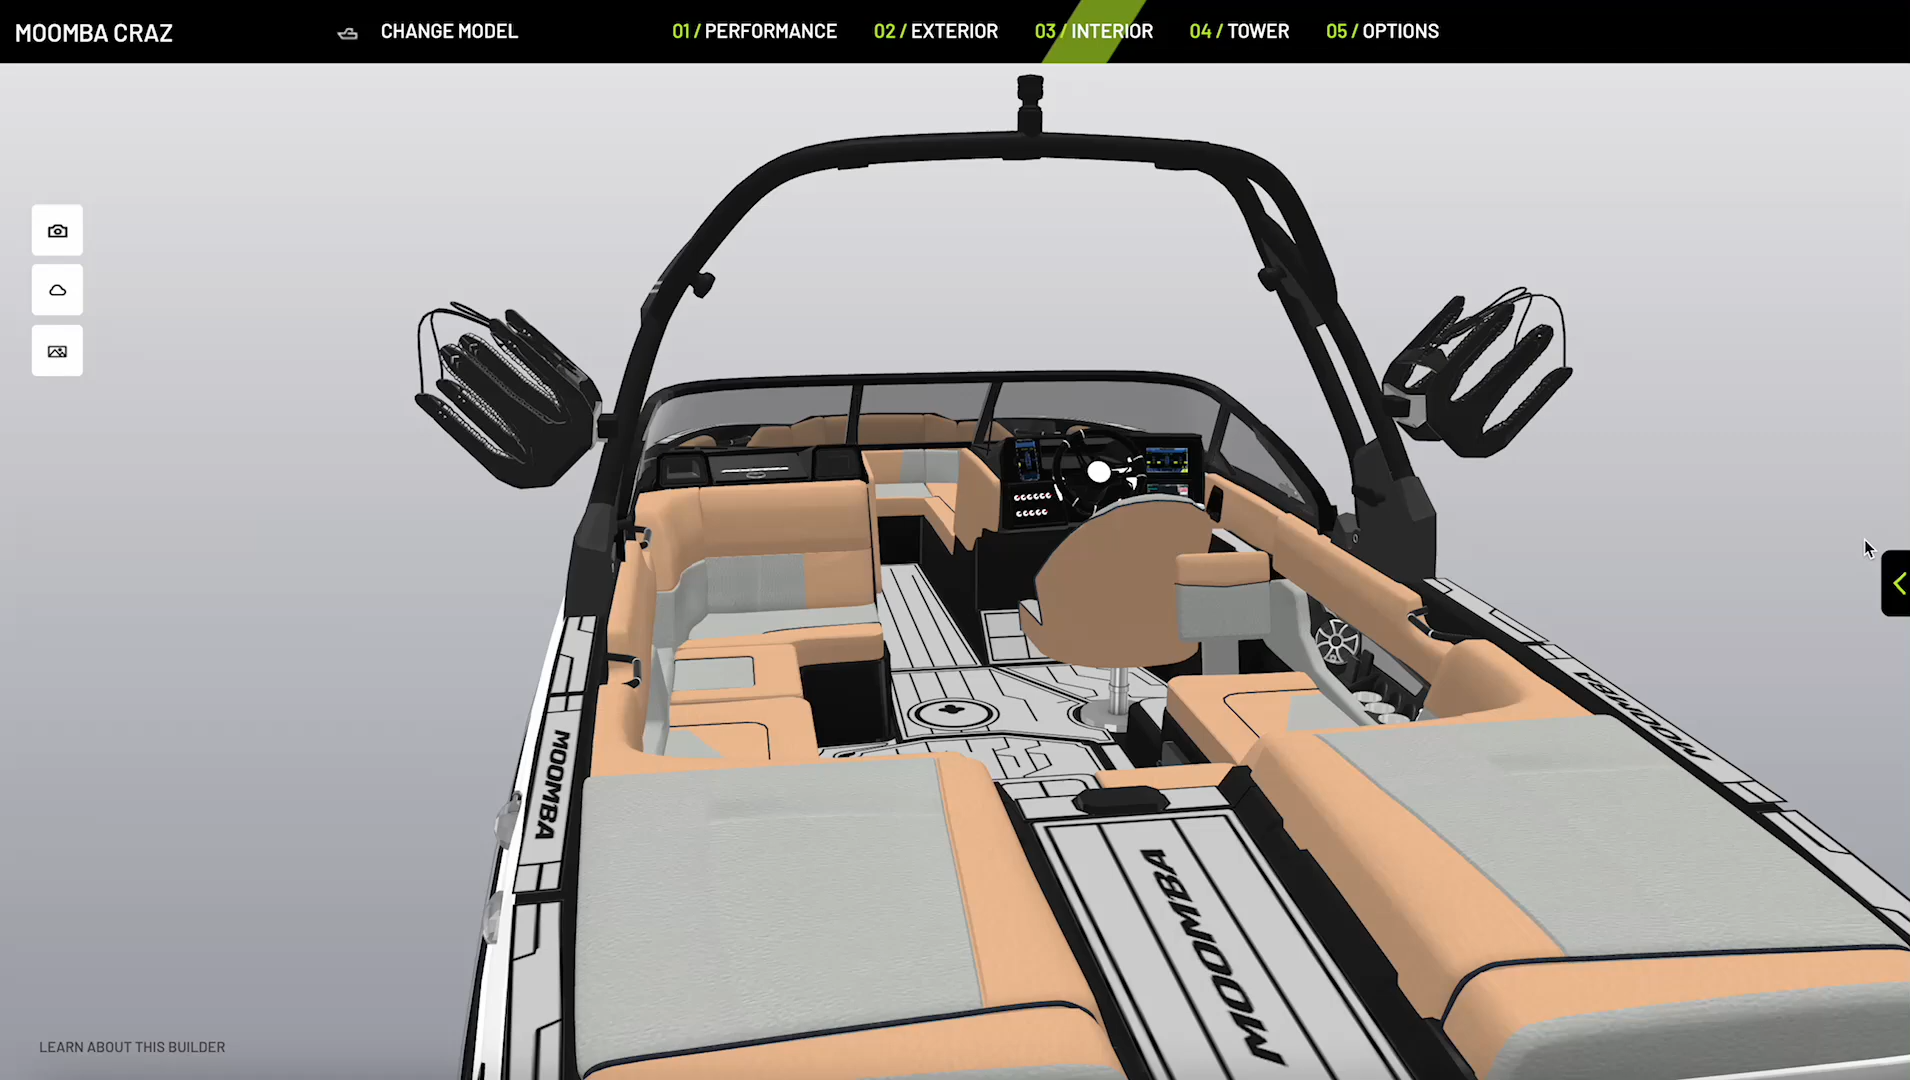 MOOMBA CRAZ
CHANGE MODEL
01 / PERFORMANCE
02 / EXTERIOR
03 / INTERIOR
04 / TOWER
05 / OPTIONS
MOOMBA
MOOMBA
MOOMBA
LEARN ABOUT THIS BUILDER